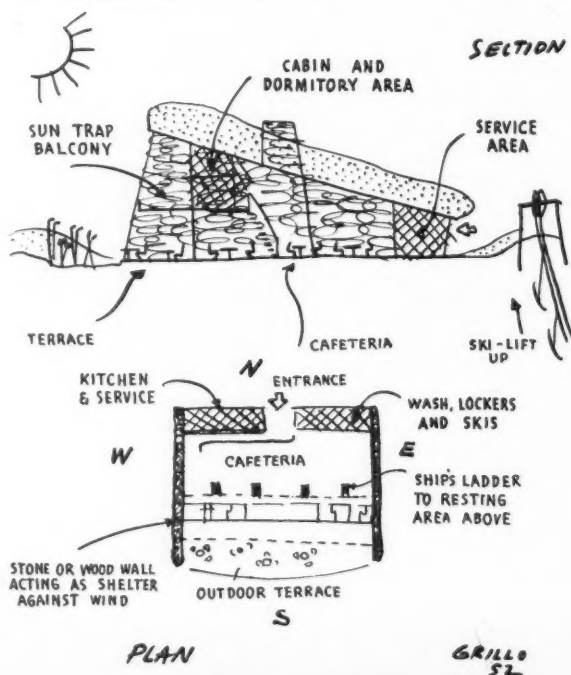 SECTION
CABIN AND
DORMITORY AREA
SUN TRAP
BALCONY
SERVICE
AREA
TERRACE
CAFETERIA
SKI-LIFT
UP
N
KITCHEN
& SERVICE
ENTRANCE
WASH, LOCKERS
AND SKIS
W
E
CAFETERIA
SHIP'S LADDER
TO RESTING
AREA ABOVE
STONE OR WOOD WALL
ACTING AS SHELTER
AGAINST WIND
OUTDOOR TERRACE
S
PLAN
GRILLO
52